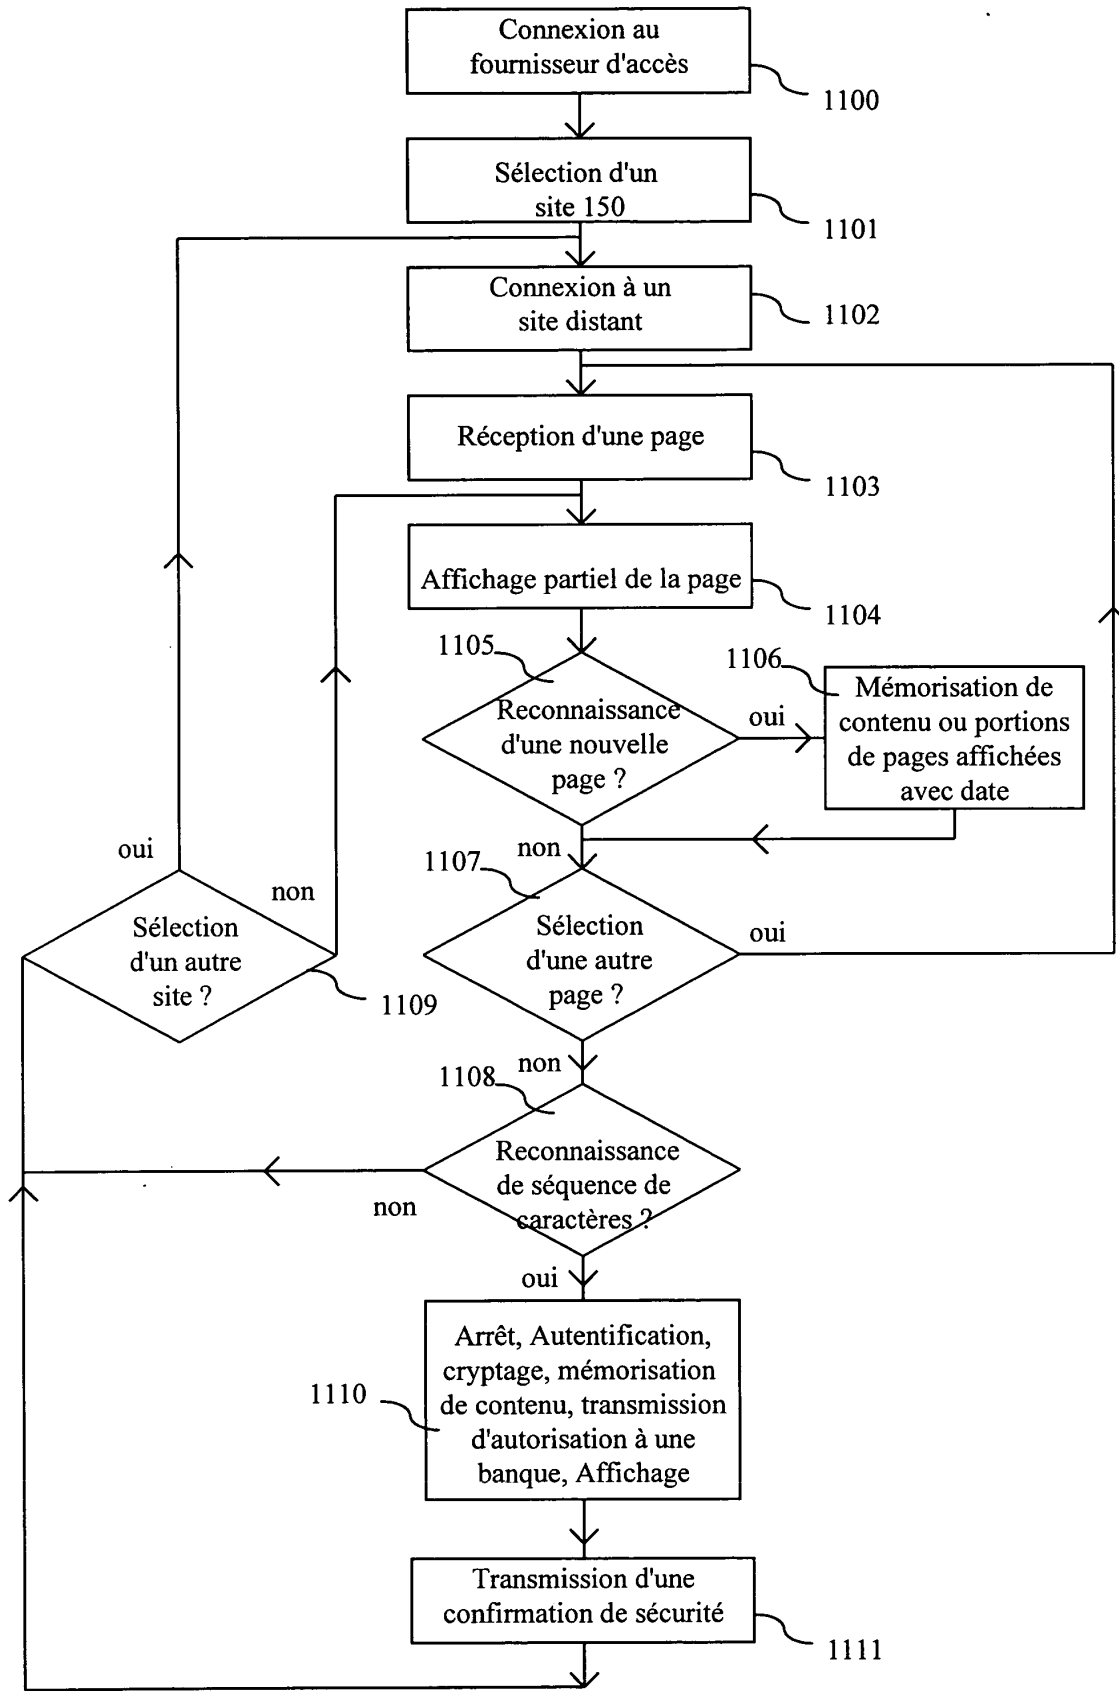 Connexion au
fournisseur d'accès
1100
Sélection d'un
site 150
1101
Connexion à un
site distant
1102
Réception d'une page
1103
Affichage partiel de la page
1104
1105
Reconnaissance
d'une nouvelle
page ?
oui
1106
Mémorisation de
contenu ou portions
de pages affichées
avec date
non
1107
Sélection
d'une autre
page ?
oui
oui
non
Sélection
d'un autre
site ?
1109
non
1108
Reconnaissance
de séquence de
caractères ?
non
oui
1110
Arrêt, Autentification,
cryptage, mémorisation
de contenu, transmission
d'autorisation à une
banque, Affichage
Transmission d'une
confirmation de sécurité
1111